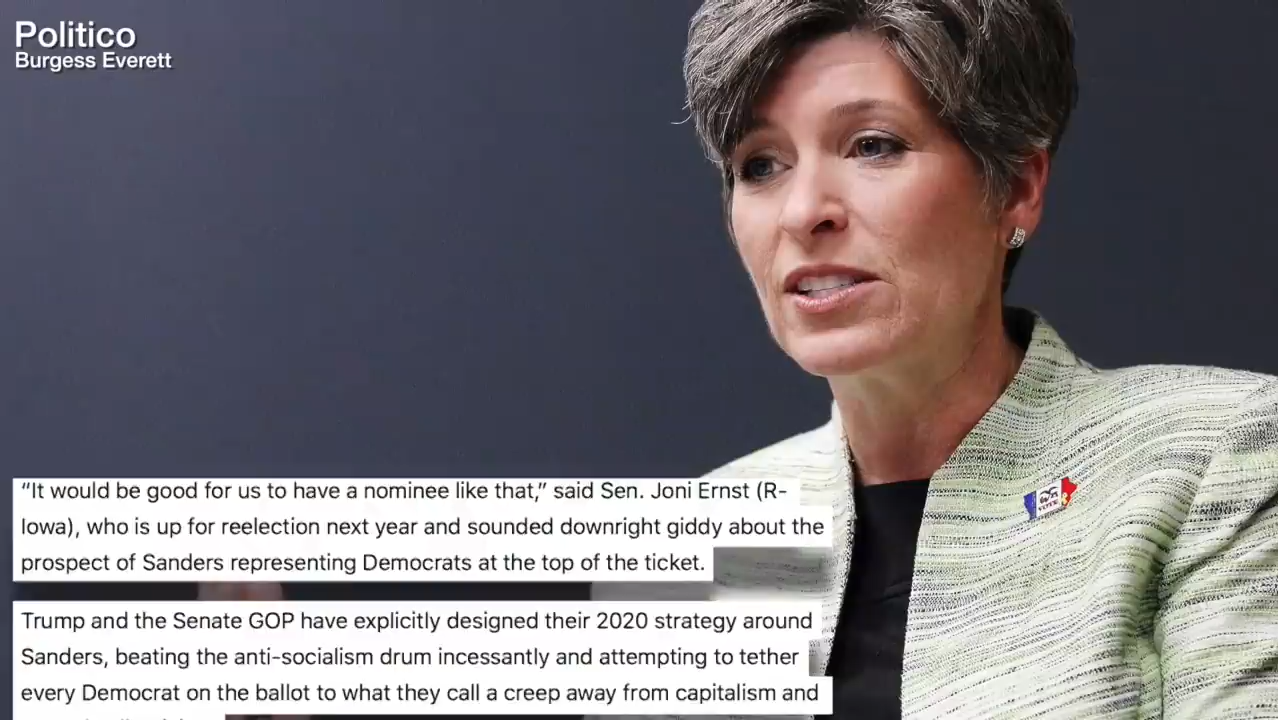 Politico
Burgess Everett
“It would be good for us to have a nominee like that,” said Sen. Joni Ernst (R-
Iowa), who is up for reelection next year and sounded downright giddy about the
prospect of Sanders representing Democrats at the top of the ticket.
Trump and the Senate GOP have explicitly designed their 2020 strategy around
Sanders, beating the anti-socialism drum incessantly and attempting to tether
every Democrat on the ballot to what they call a creep away from capitalism and